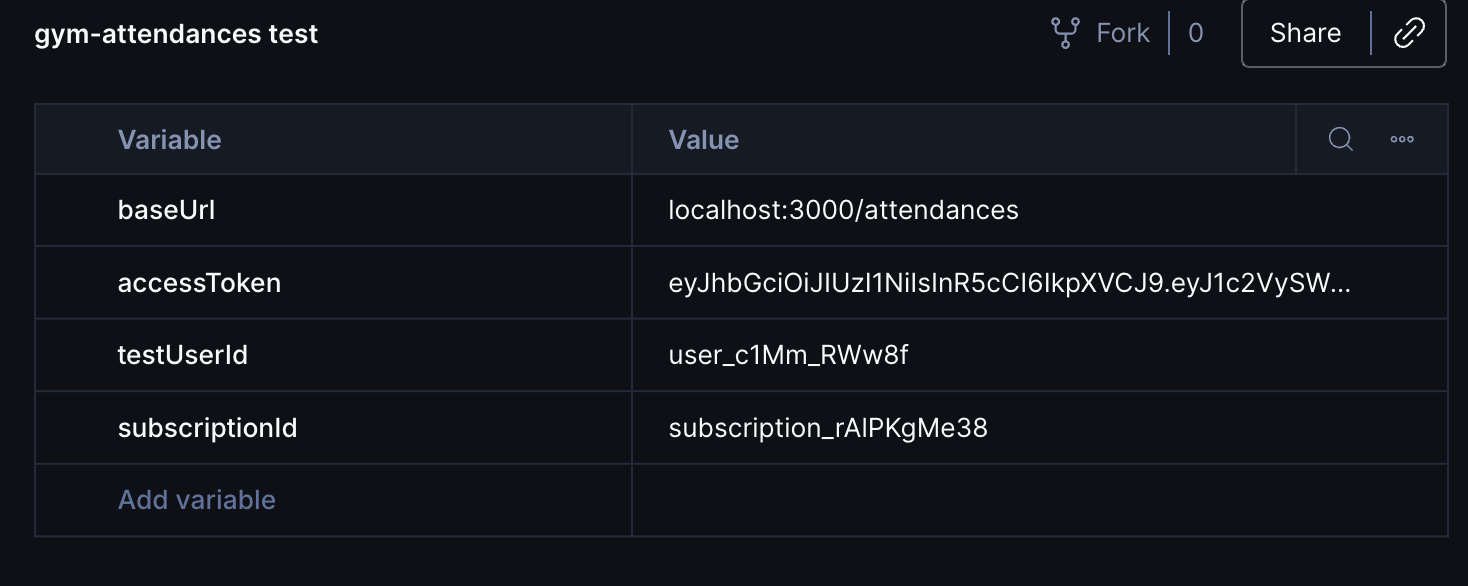 gym-attendances test
Fork 0 Share
Variable Value
baseUrl localhost:3000/attendances
accessToken eyJhbGciOiJIUzI1NiIsInR5cCI6IkpXVCJ9.eyJ1c2VySW...
testUserId user_c1Mm_RWw8f
subscriptionId subscription_rAlPKgMe38
Add variable